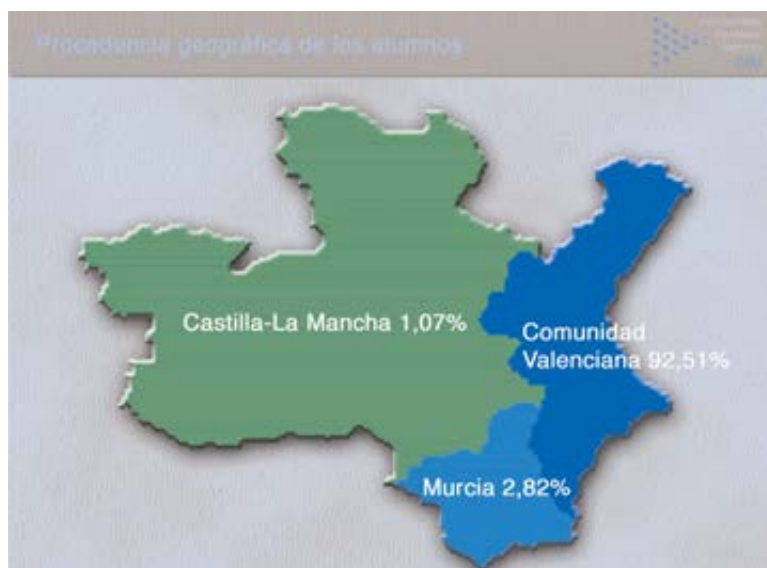 Procedencia geográfica de los alumnos
Castilla-La Mancha 1,07%
Comunidad
Valenciana 92,51%
Murcia 2,82%